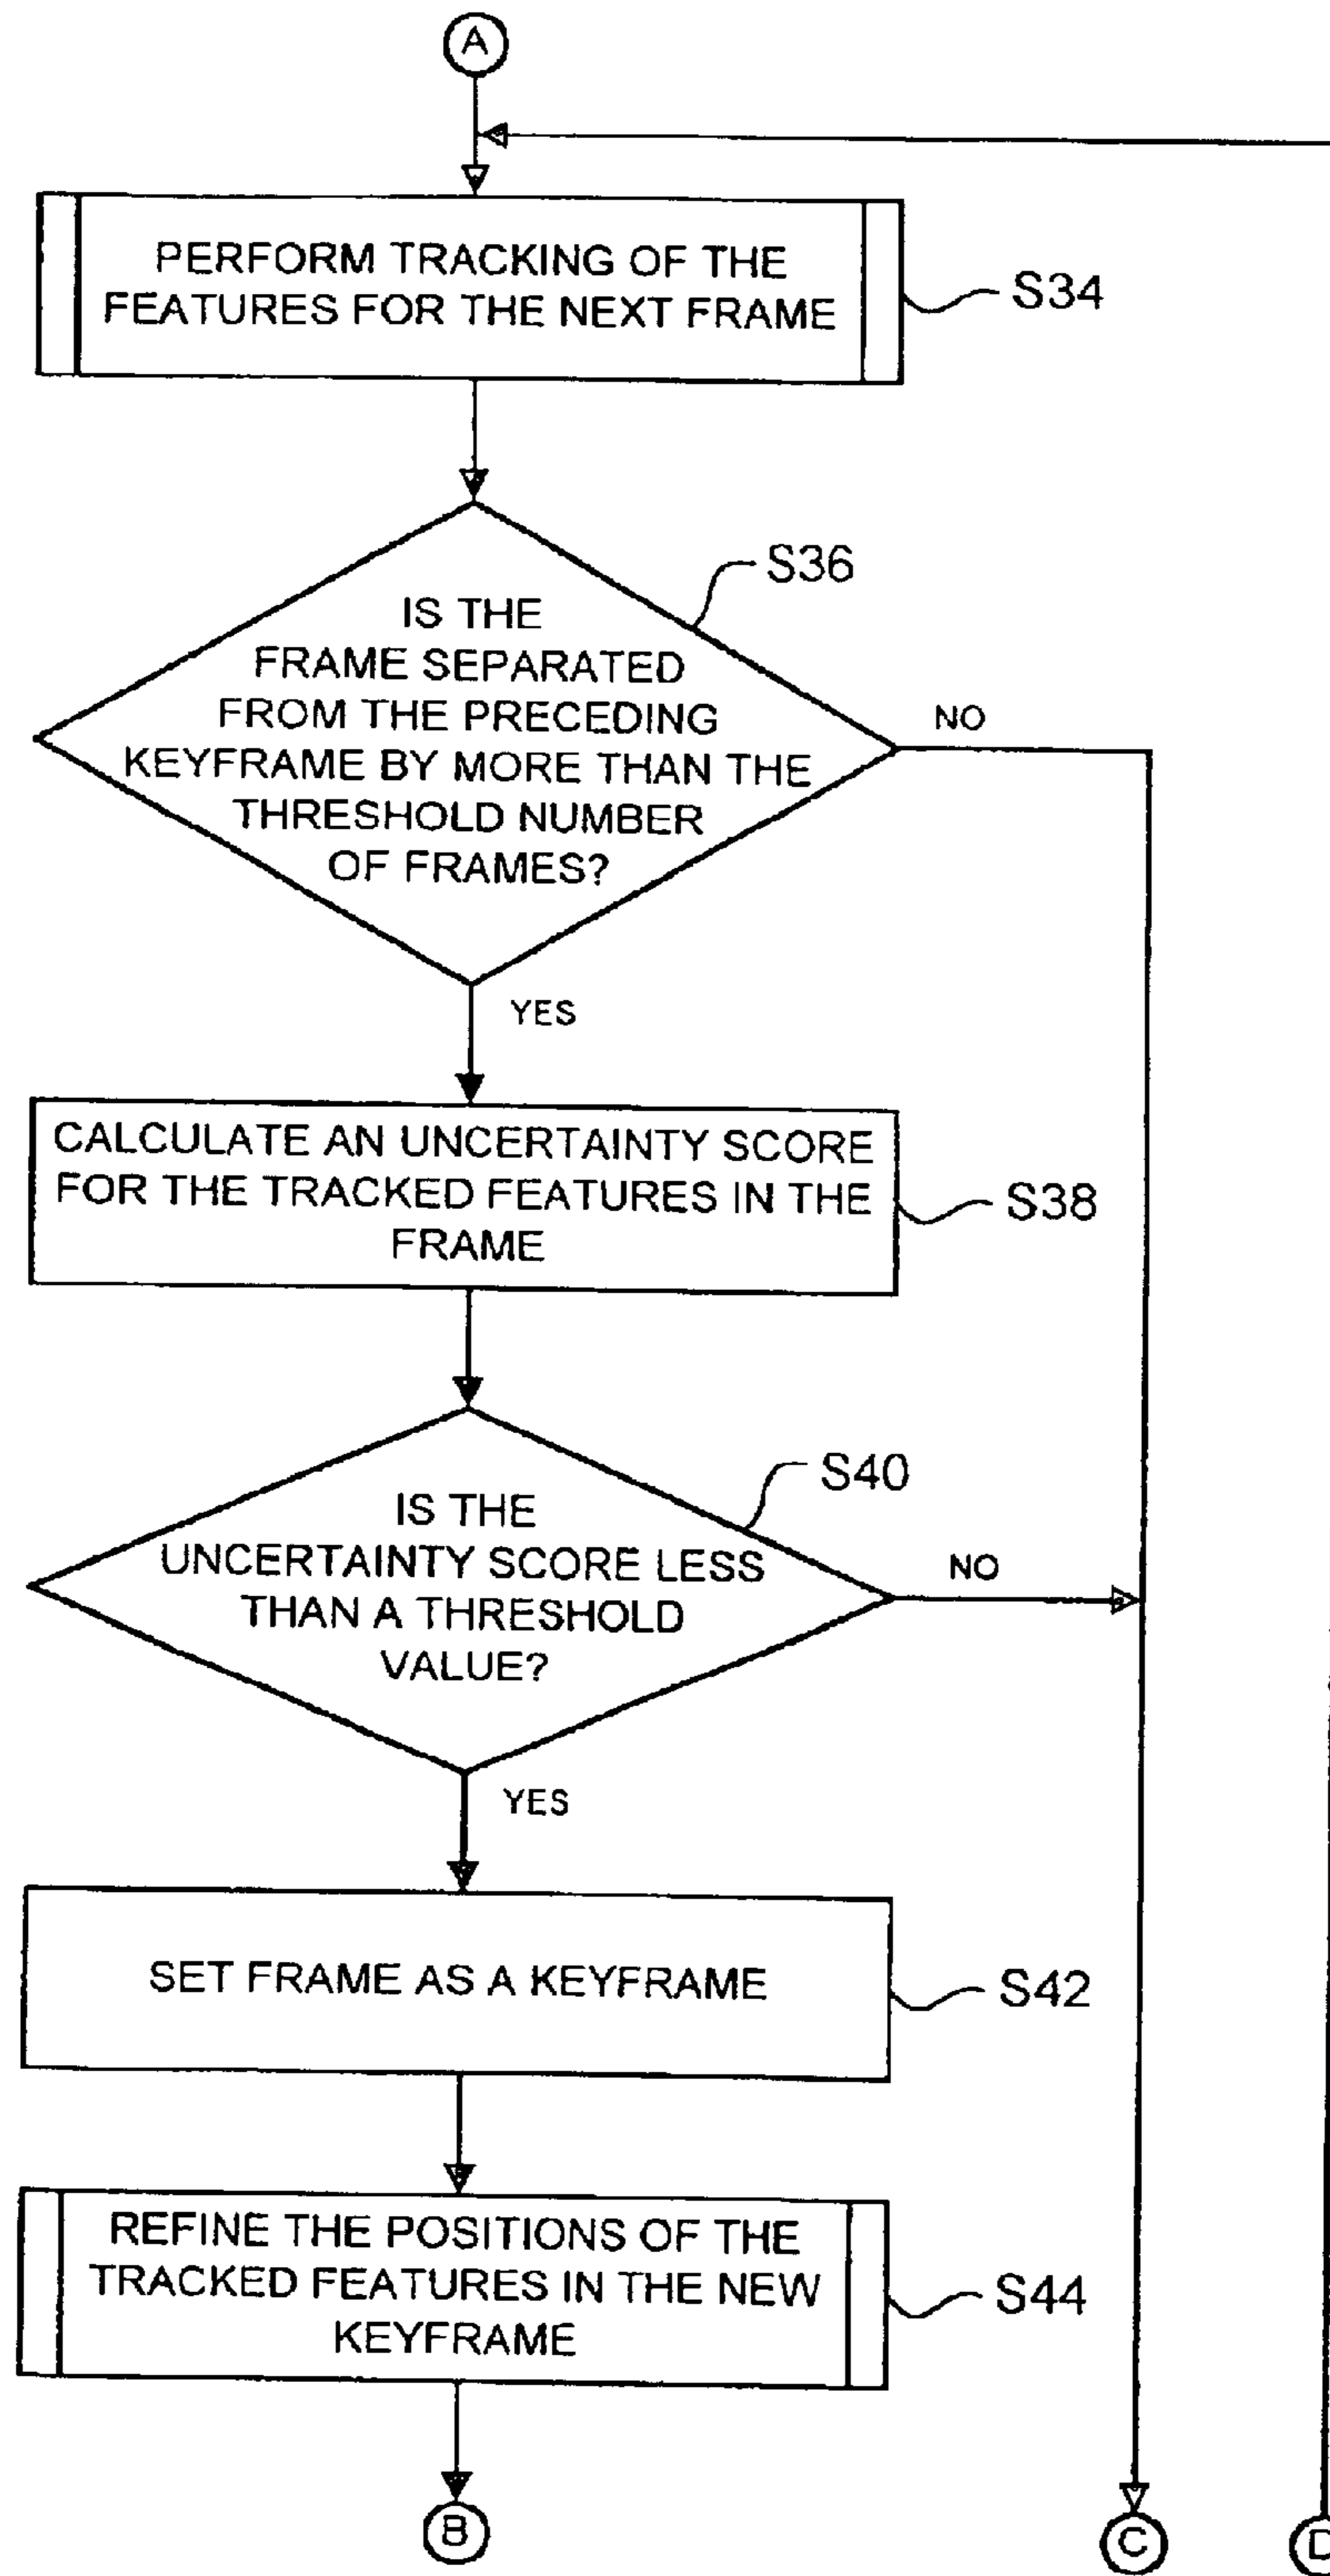 A
PERFORM TRACKING OF THE
FEATURES FOR THE NEXT FRAME
S34
S36
IS THE
FRAME SEPARATED
FROM THE PRECEDING
KEYFRAME BY MORE THAN THE
THRESHOLD NUMBER
OF FRAMES?
NO
YES
CALCULATE AN UNCERTAINTY SCORE
FOR THE TRACKED FEATURES IN THE
FRAME
S38
S40
IS THE
UNCERTAINTY SCORE LESS
THAN A THRESHOLD
VALUE?
NO
YES
SET FRAME AS A KEYFRAME
S42
REFINE THE POSITIONS OF THE
TRACKED FEATURES IN THE NEW
KEYFRAME
S44
B
C
D